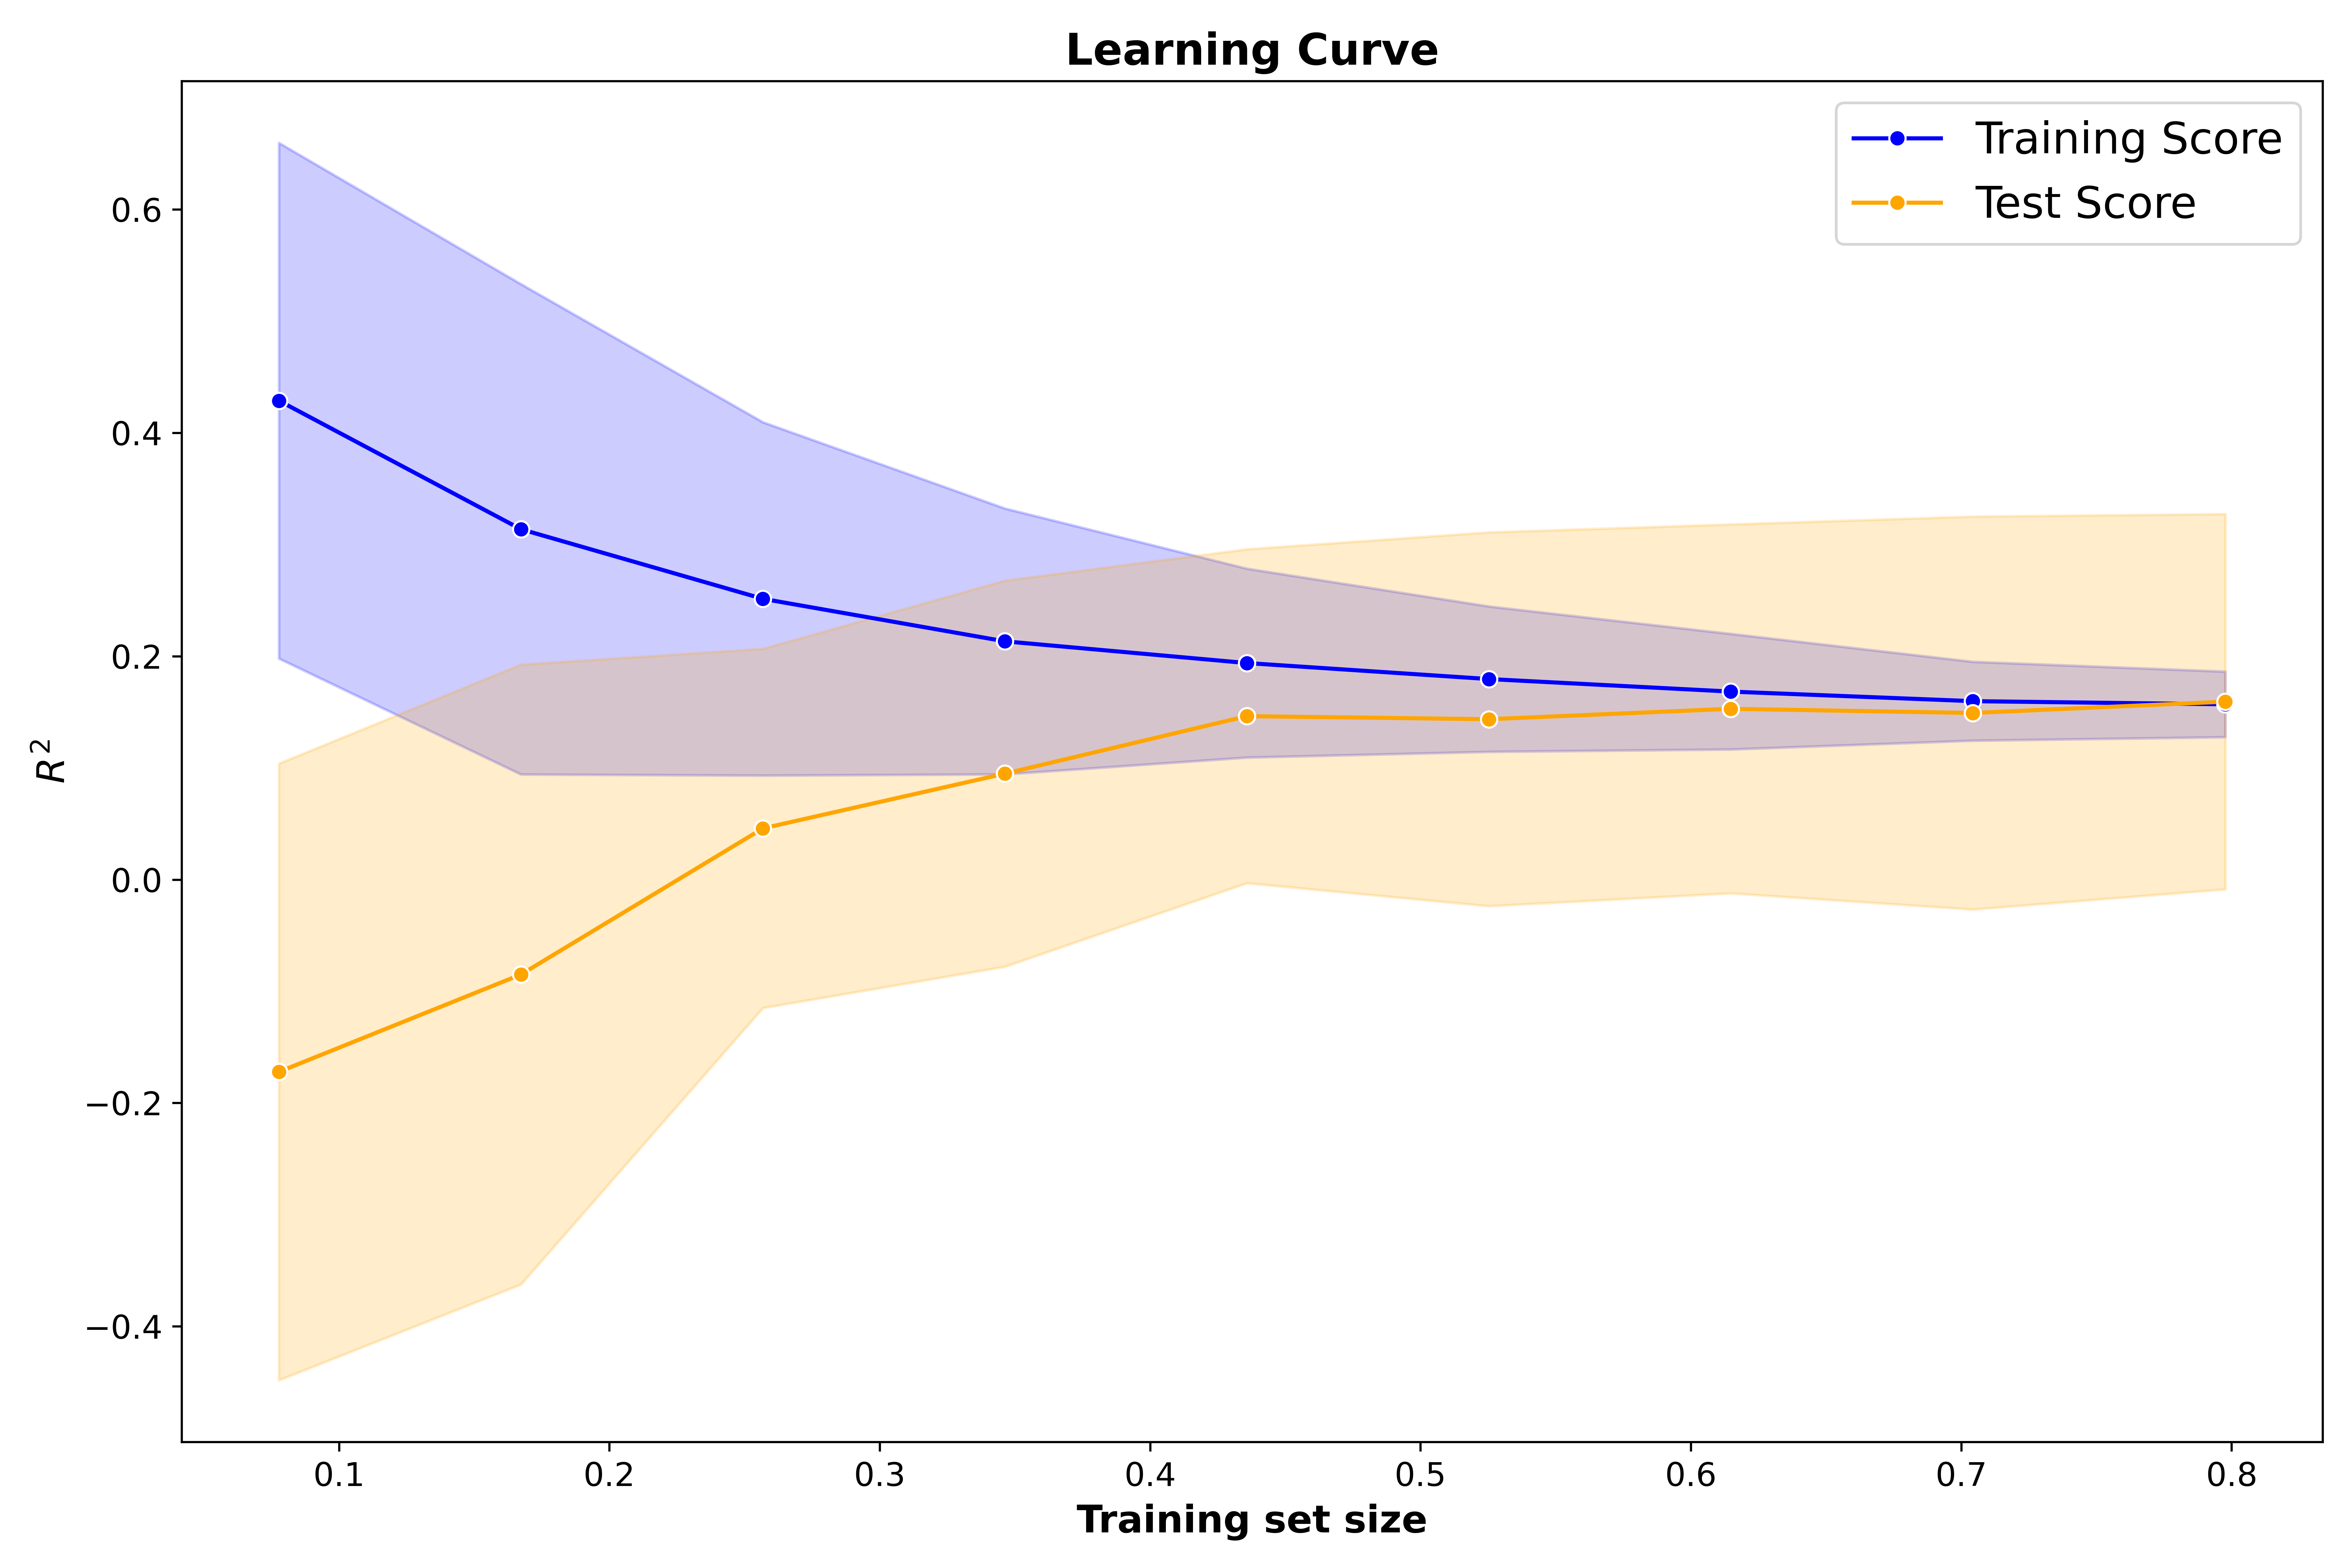 Learning Curve
Training Score
Test Score
0.6
0.4
0.2
0.0
−0.2
−0.4
R²
0.1 0.2 0.3 0.4 0.5 0.6 0.7 0.8
Training set size